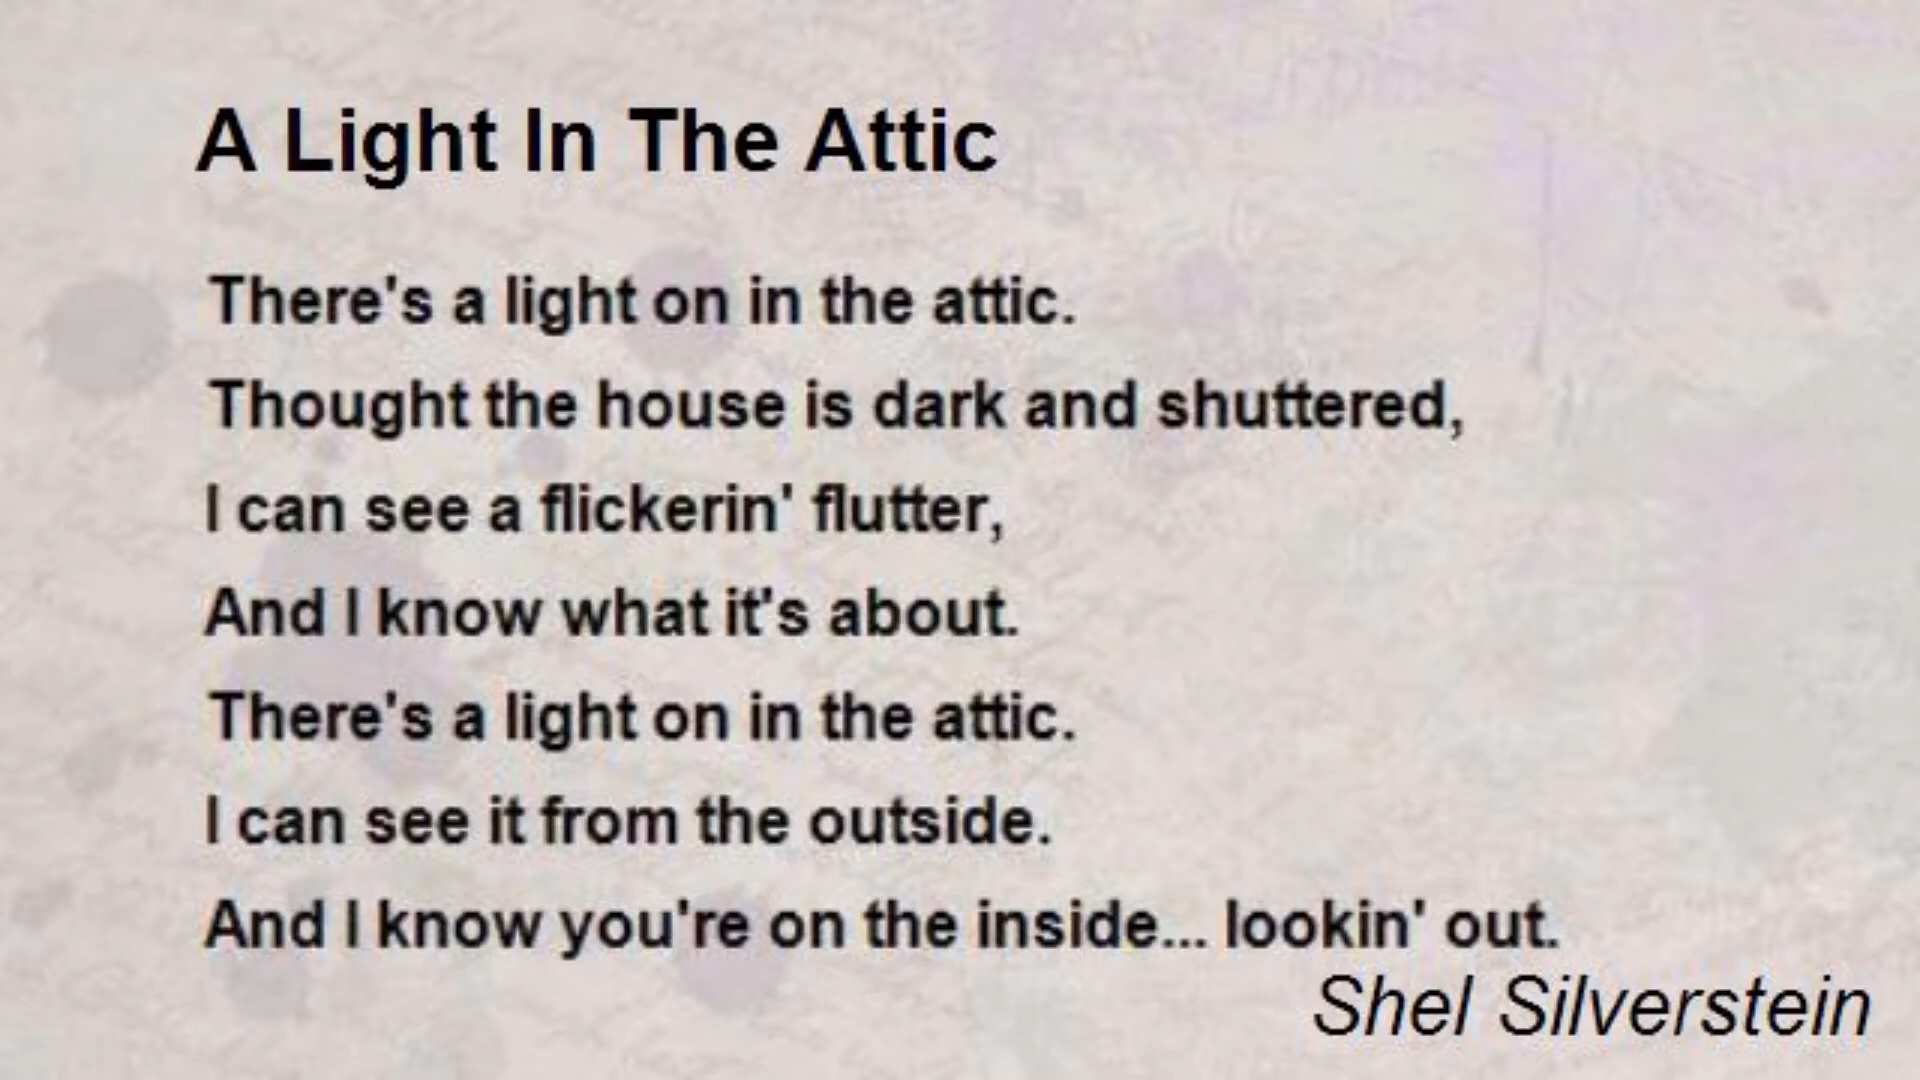 A Light In The Attic
There's a light on in the attic.
Thought the house is dark and shuttered,
I can see a flickerin' flutter,
And I know what it's about.
There's a light on in the attic.
I can see it from the outside.
And I know you're on the inside... lookin' out.
Shel Silverstein